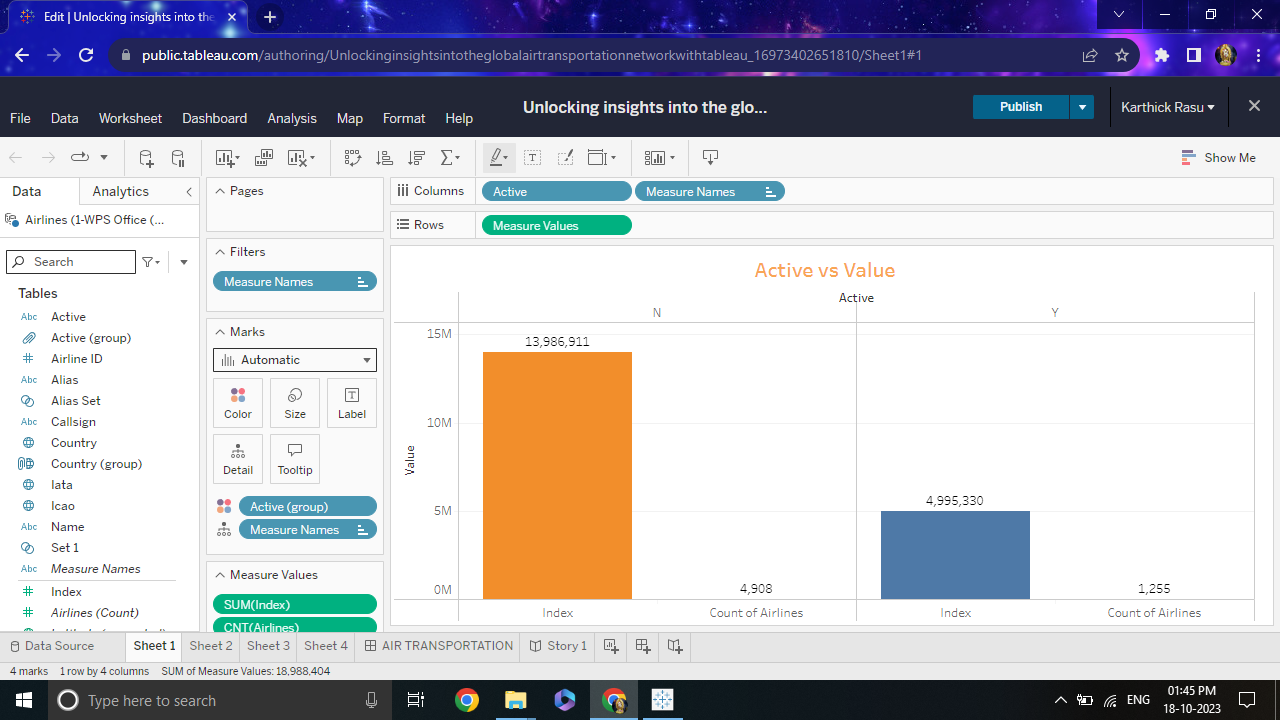 Edit | Unlocking insights into the
public.tableau.com/authoring/Unlockinginsightsintotheglobalairtransportationnetworkwithtableau_16973402651810/Sheet1#1
Unlocking insights into the glo...
Publish
Karthick Rasu
File Data Worksheet Dashboard Analysis Map Format Help
Show Me
Data Analytics
Airlines (1-WPS Office (...
Search
Tables
Abc Active
Active (group)
Airline ID
Abc Alias
Alias Set
Abc Callsign
Country
Country (group)
Iata
Icao
Abc Name
Set 1
Abc Measure Names
Index
Airlines (Count)
Pages
Filters
Measure Names
Marks
Automatic
Color Size Label
Detail Tooltip
Active (group)
Measure Names
Measure Values
SUM(Index)
CNT(Airlines)
Columns Active Measure Names
Rows Measure Values
Active vs Value
Active
N Y
Value
15M
10M
5M
0M
13,986,911
4,908
4,995,330
1,255
Index Count of Airlines Index Count of Airlines
Data Source Sheet 1 Sheet 2 Sheet 3 Sheet 4 AIR TRANSPORTATION Story 1
4 marks 1 row by 4 columns SUM of Measure Values: 18,988,404
Type here to search
ENG
01:45 PM
18-10-2023